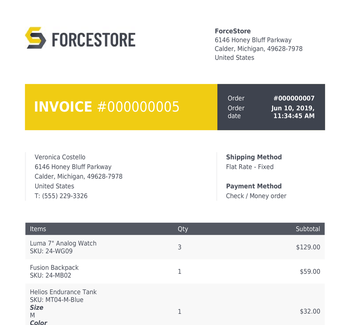 FORCESTORE
ForceStore
6146 Honey Bluff Parkway
Calder, Michigan, 49628-7978
United States
INVOICE #000000005
Order #000000007
Order date Jun 10, 2019, 11:34:45 AM
Veronica Costello
6146 Honey Bluff Parkway
Calder, Michigan, 49628-7978
United States
T: (555) 229-3326
Shipping Method
Flat Rate - Fixed
Payment Method
Check / Money order
Items Qty Subtotal
Luma 7" Analog Watch
SKU: 24-WG09
3 $129.00
Fusion Backpack
SKU: 24-MB02
1 $59.00
Helios Endurance Tank
SKU: MT04-M-Blue
Size
M
1 $32.00
Color